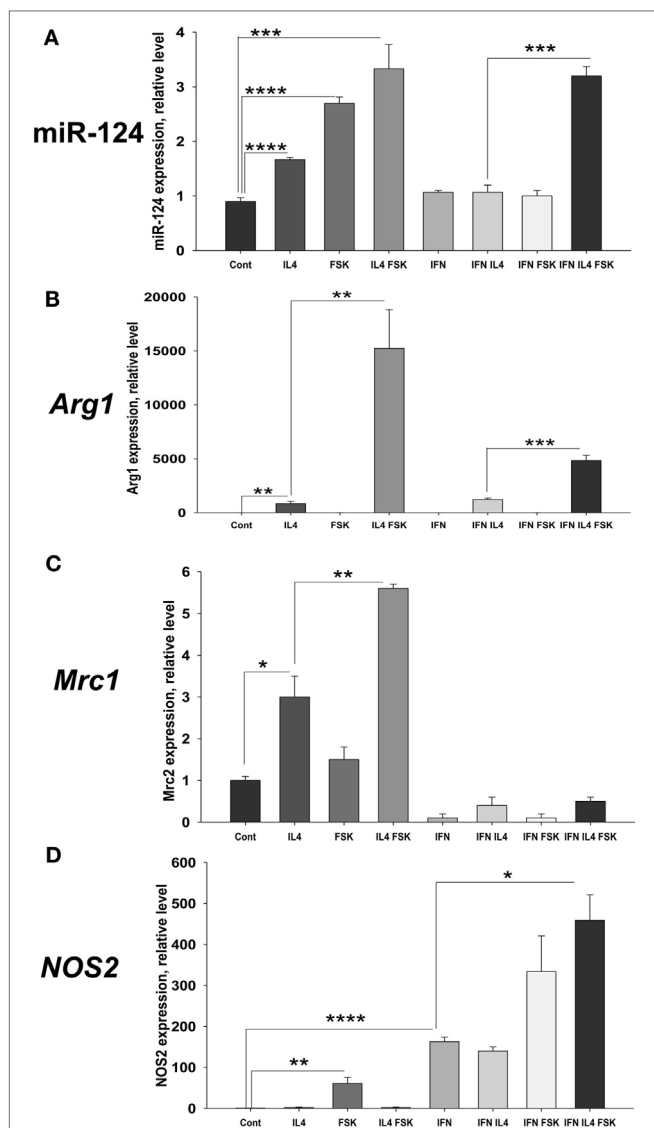 A
miR-124
miR-124 expression, relative level
4
3
2
1
0
***
****
****
***
Cont IL4 FSK IL4 FSK IFN IFN IL4 IFN FSK IFN IL4 FSK
B
Arg1
Arg1 expression, relative level
20000
15000
10000
5000
0
**
**
***
Cont IL4 FSK IL4 FSK IFN IFN IL4 IFN FSK IFN IL4 FSK
C
Mrc1
Mrc2 expression, relative level
6
5
4
3
2
1
0
**
*
Cont IL4 FSK IL4 FSK IFN IFN IL4 IFN FSK IFN IL4 FSK
D
NOS2
NOS2 expression, relative level
600
500
400
300
200
100
0
*
****
**
Cont IL4 FSK IL4 FSK IFN IFN IL4 IFN FSK IFN IL4 FSK